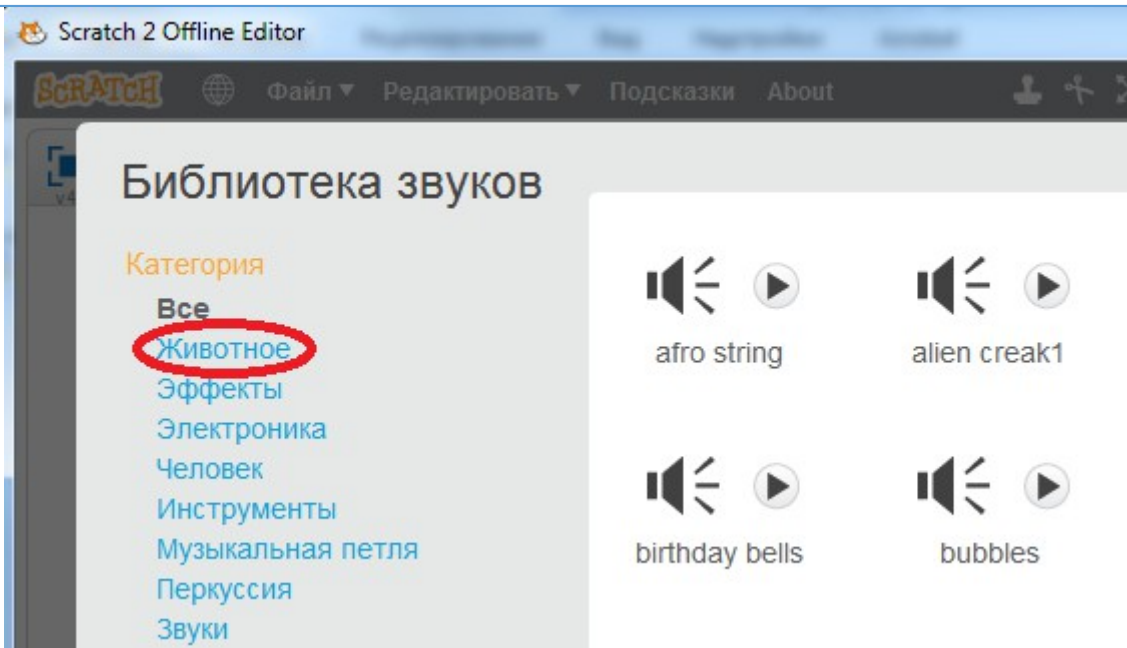 Scratch 2 Offline Editor
SCRATCH Файл Редактировать Подсказки About
v4
Библиотека звуков
Категория
Все
Животное
Эффекты
Электроника
Человек
Инструменты
Музыкальная петля
Перкуссия
Звуки
afro string alien creak1
birthday bells bubbles